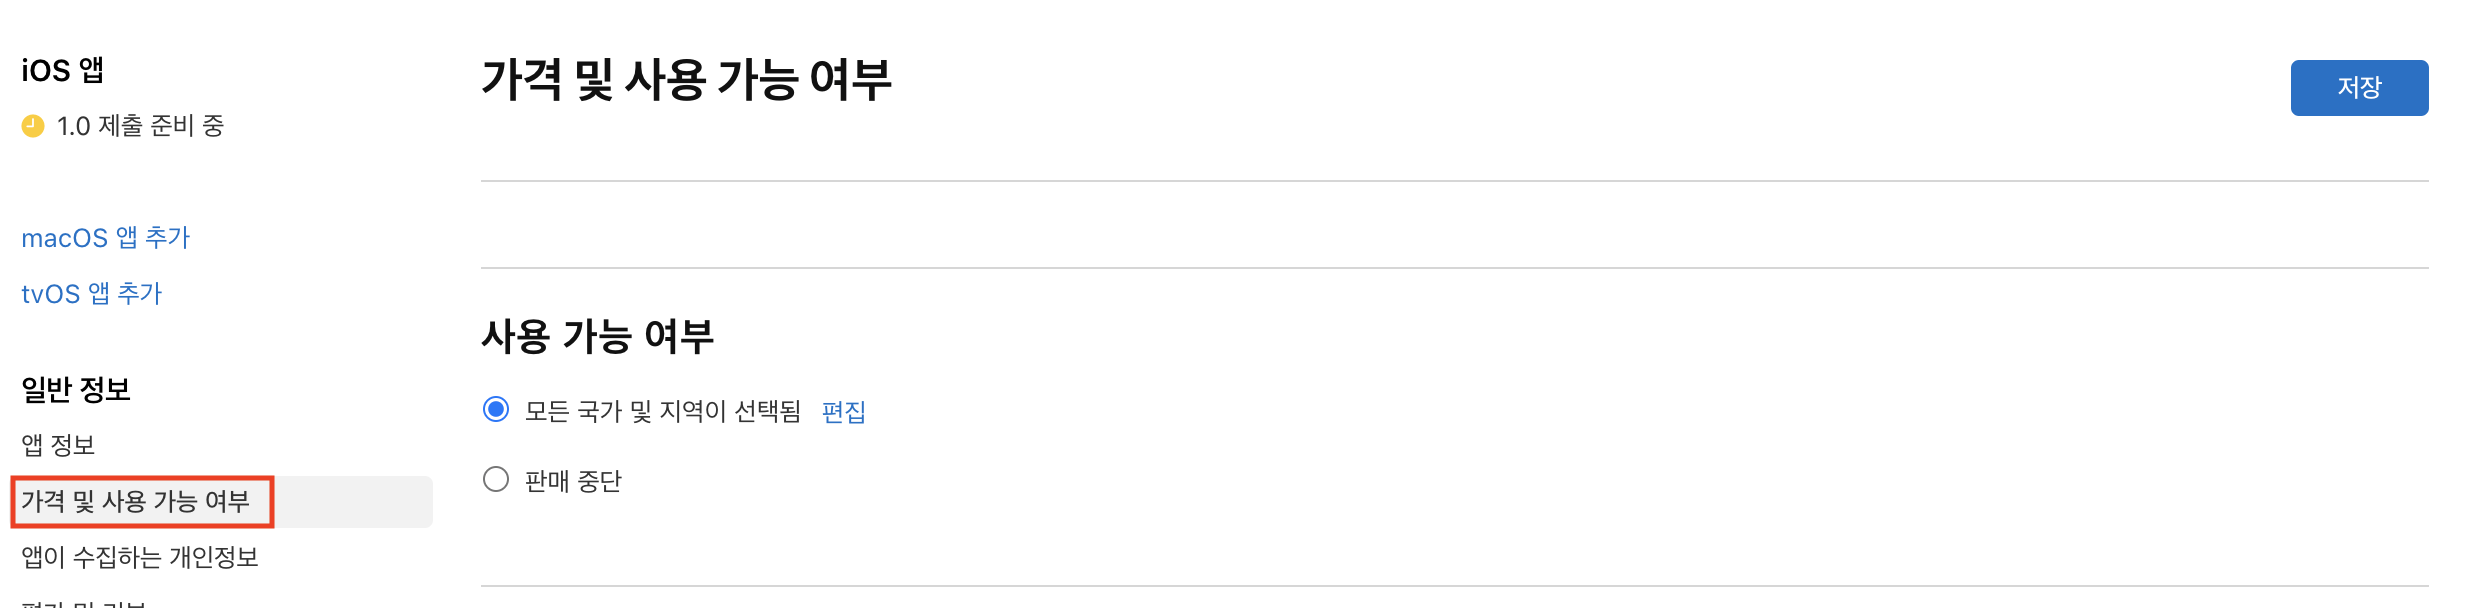 iOS 앱
1.0 제출 준비 중
macOS 앱 추가
tvOS 앱 추가
일반 정보
앱 정보
가격 및 사용 가능 여부
앱이 수집하는 개인정보
가격 및 사용 가능 여부
저장
사용 가능 여부
모든 국가 및 지역이 선택됨 편집
판매 중단